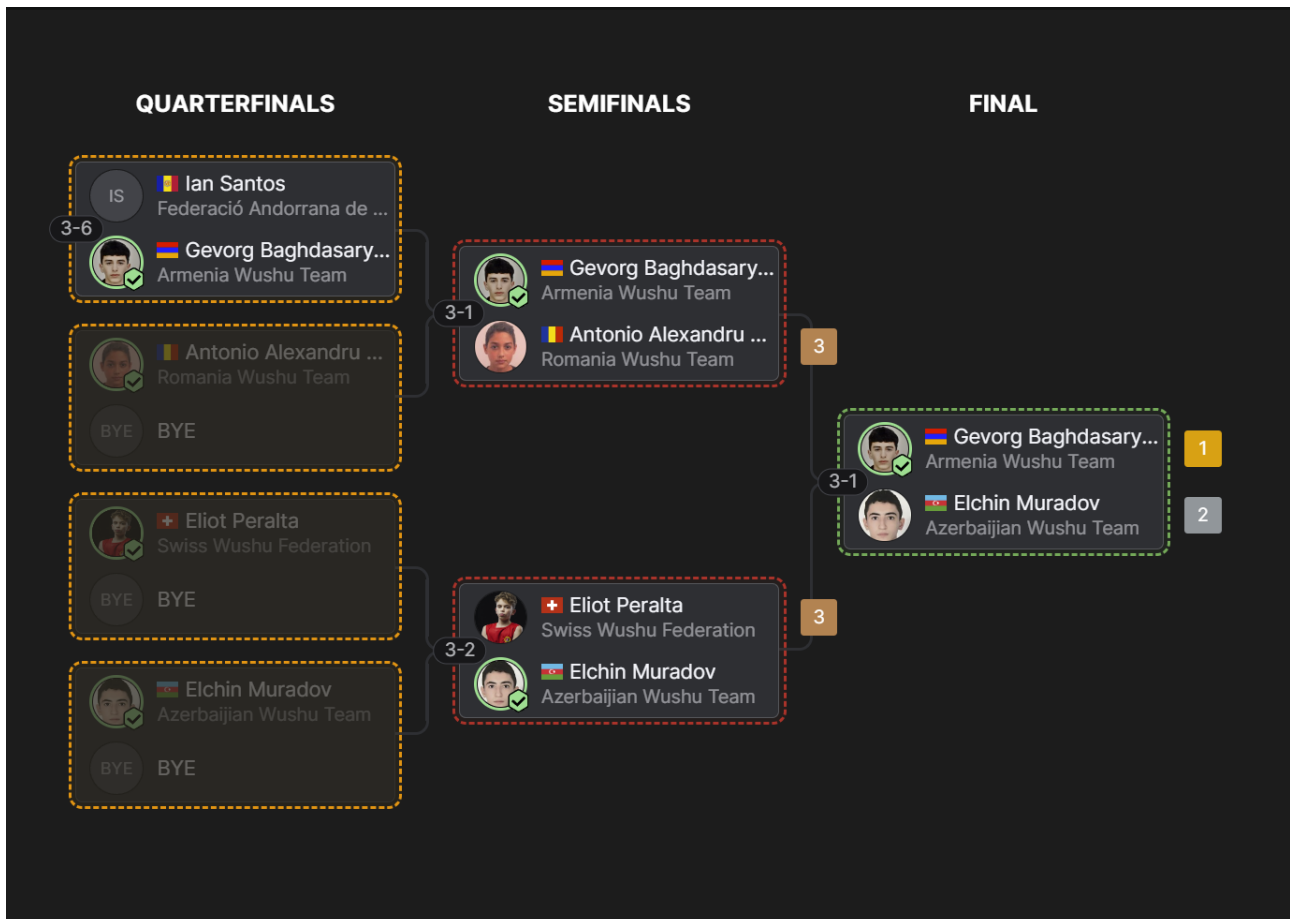 QUARTERFINALS
SEMIFINALS
FINAL
IS
Ian Santos
Federació Andorrana de ...
3-6
Gevorg Baghdasary...
Armenia Wushu Team
Antonio Alexandru ...
Romania Wushu Team
BYE
BYE
Eliot Peralta
Swiss Wushu Federation
BYE
BYE
Elchin Muradov
Azerbaijian Wushu Team
BYE
BYE
Gevorg Baghdasary...
Armenia Wushu Team
3-1
Antonio Alexandru ...
Romania Wushu Team
3
Eliot Peralta
Swiss Wushu Federation
3-2
Elchin Muradov
Azerbaijian Wushu Team
3
Gevorg Baghdasary...
Armenia Wushu Team
1
3-1
Elchin Muradov
Azerbaijian Wushu Team
2